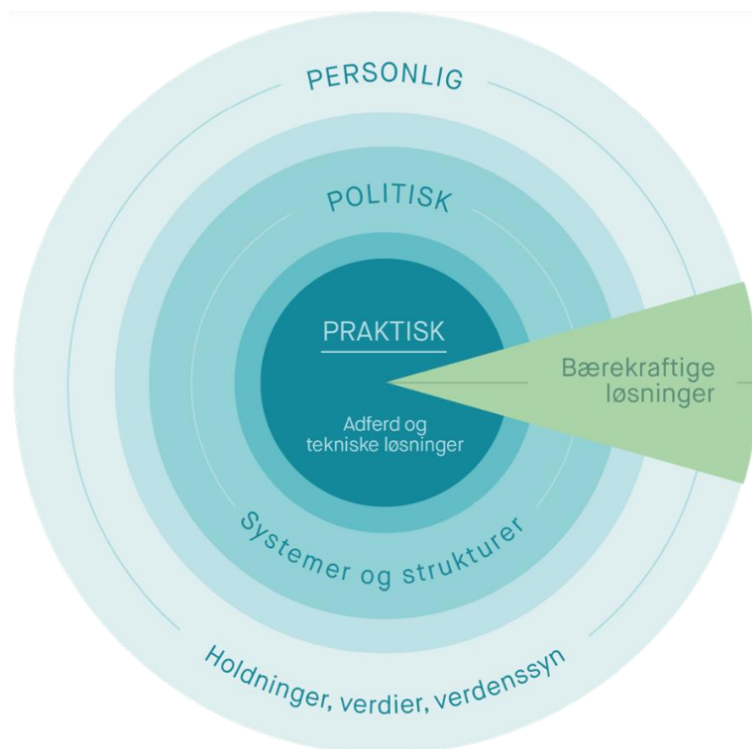 PERSONLIG
POLITISK
PRAKTISK
Adferd og
tekniske løsninger
Bærekraftige
løsninger
Systemer og strukturer
Holdninger, verdier, verdenssyn